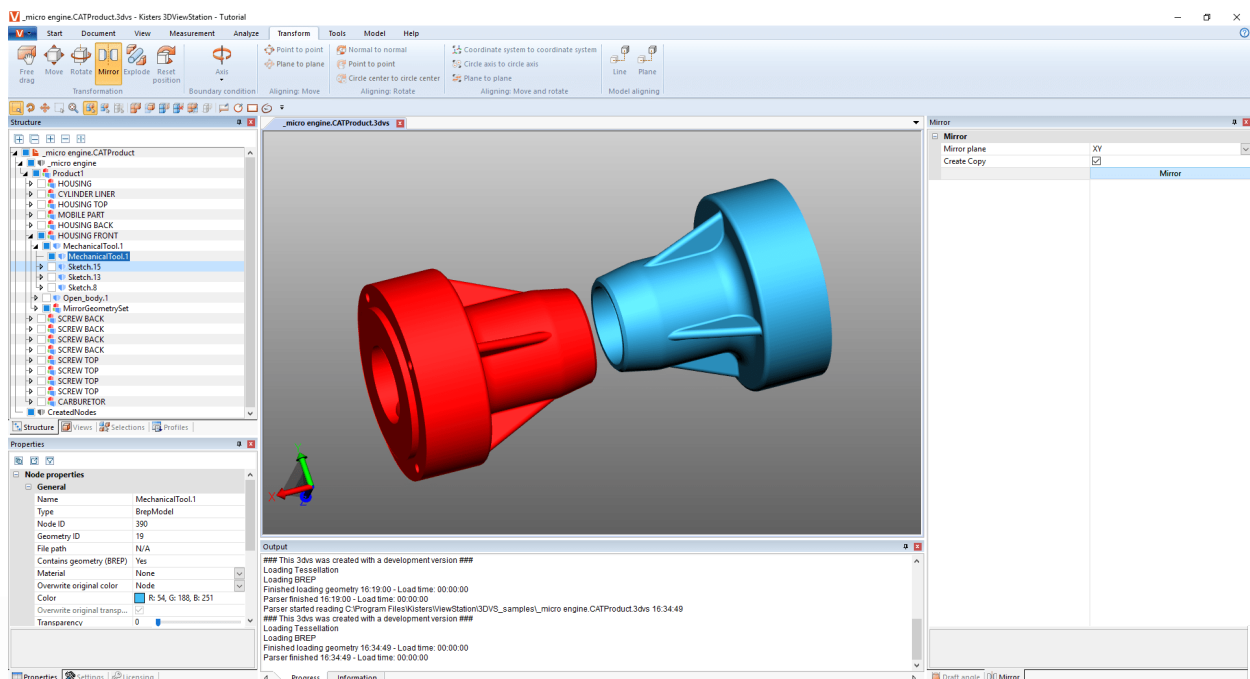 _micro engine.CATProduct.3dvs - Kisters 3DViewStation - Tutorial
Start Document View Measurement Analyze Transform Tools Model Help
Free drag
Move
Rotate
Mirror
Explode
Reset position
Transformation
Axis
Boundary condition
Point to point
Plane to plane
Aligning: Move
Normal to normal
Point to point
Circle center to circle center
Aligning: Rotate
Coordinate system to coordinate system
Circle axis to circle axis
Plane to plane
Aligning: Move and rotate
Line
Plane
Model aligning
Structure
_micro engine.CATProduct
_micro engine
Product1
HOUSING
CYLINDER LINER
HOUSING TOP
MOBILE PART
HOUSING BACK
HOUSING FRONT
MechanicalTool.1
MechanicalTool.1
Sketch.15
Sketch.13
Sketch.8
Open_body.1
MirrorGeometrySet
SCREW BACK
SCREW BACK
SCREW BACK
SCREW BACK
SCREW TOP
SCREW TOP
SCREW TOP
SCREW TOP
CARBURETOR
CreatedNodes
Structure Views Selections Profiles
Properties
Node properties
General
Name MechanicalTool.1
Type BrepModel
Node ID 390
Geometry ID 19
File path N/A
Contains geometry (BREP) Yes
Material None
Overwrite original color Node
Color R: 54, G: 188, B: 251
Overwrite original transp...
Transparency 0
Properties Settings Licensing
_micro engine.CATProduct.3dvs
X
Y
Z
Output
### This 3dvs was created with a development version ###
Loading Tessellation
Loading BREP
Finished loading geometry 16:19:00 - Load time: 00:00:00
Parser finished 16:19:00 - Load time: 00:00:00
Parser started reading C:\Program Files\Kisters\ViewStation\3DVS_samples\_micro engine.CATProduct.3dvs 16:34:49
### This 3dvs was created with a development version ###
Loading Tessellation
Loading BREP
Finished loading geometry 16:34:49 - Load time: 00:00:00
Parser finished 16:34:49 - Load time: 00:00:00
Progress Information
Mirror
Mirror
Mirror plane XY
Create Copy
Mirror
Draft angle Mirror